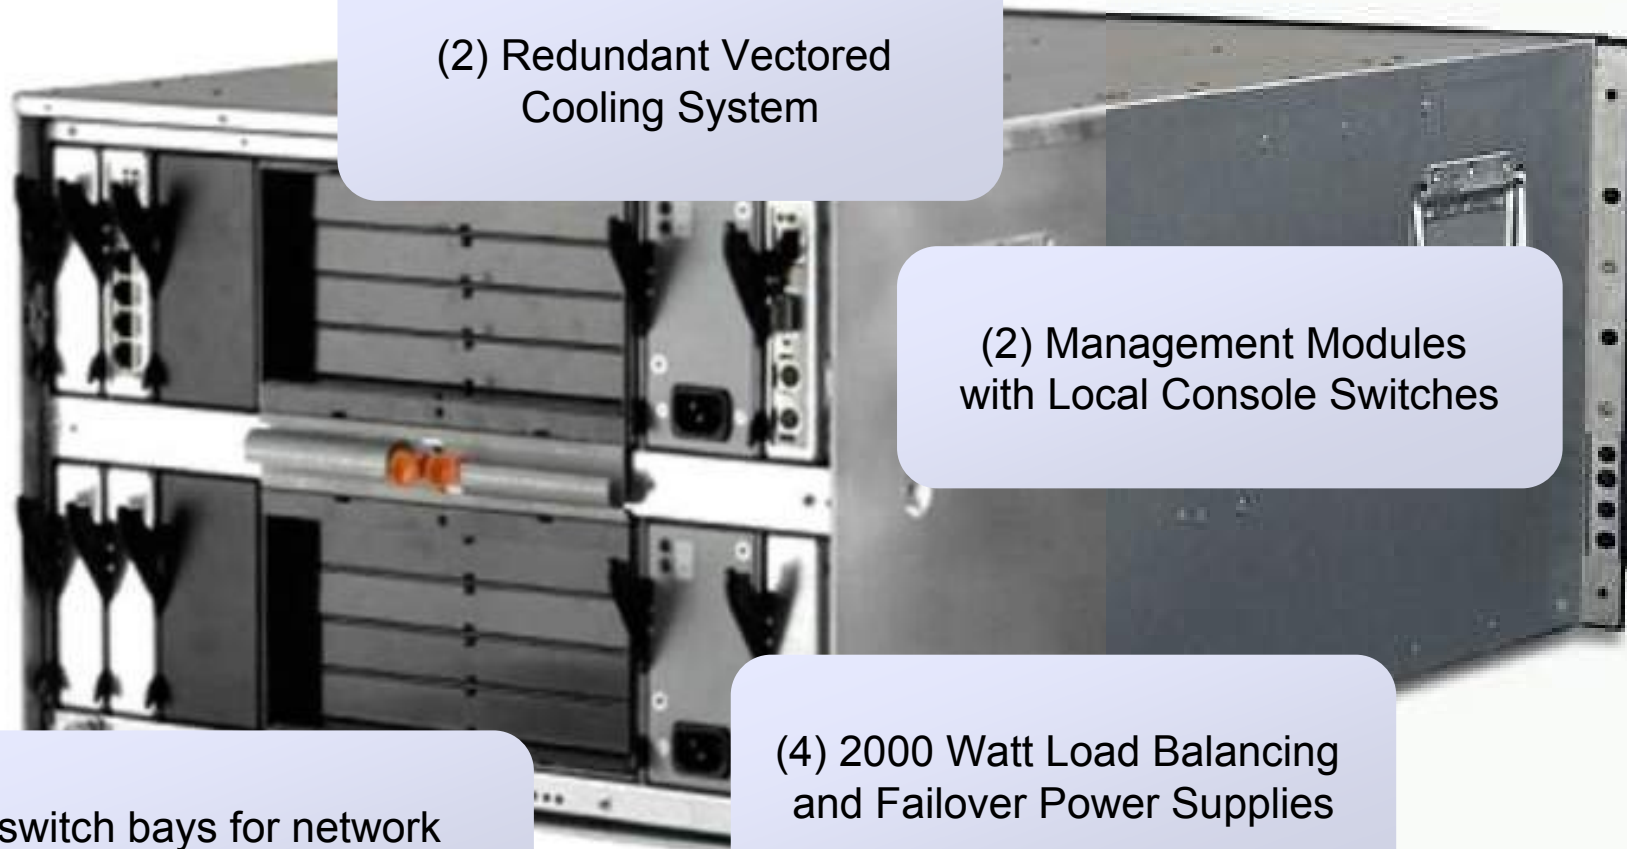 (2) Redundant Vectored
Cooling System
(2) Management Modules
with Local Console Switches
(4) 2000 Watt Load Balancing
and Failover Power Supplies
switch bays for network